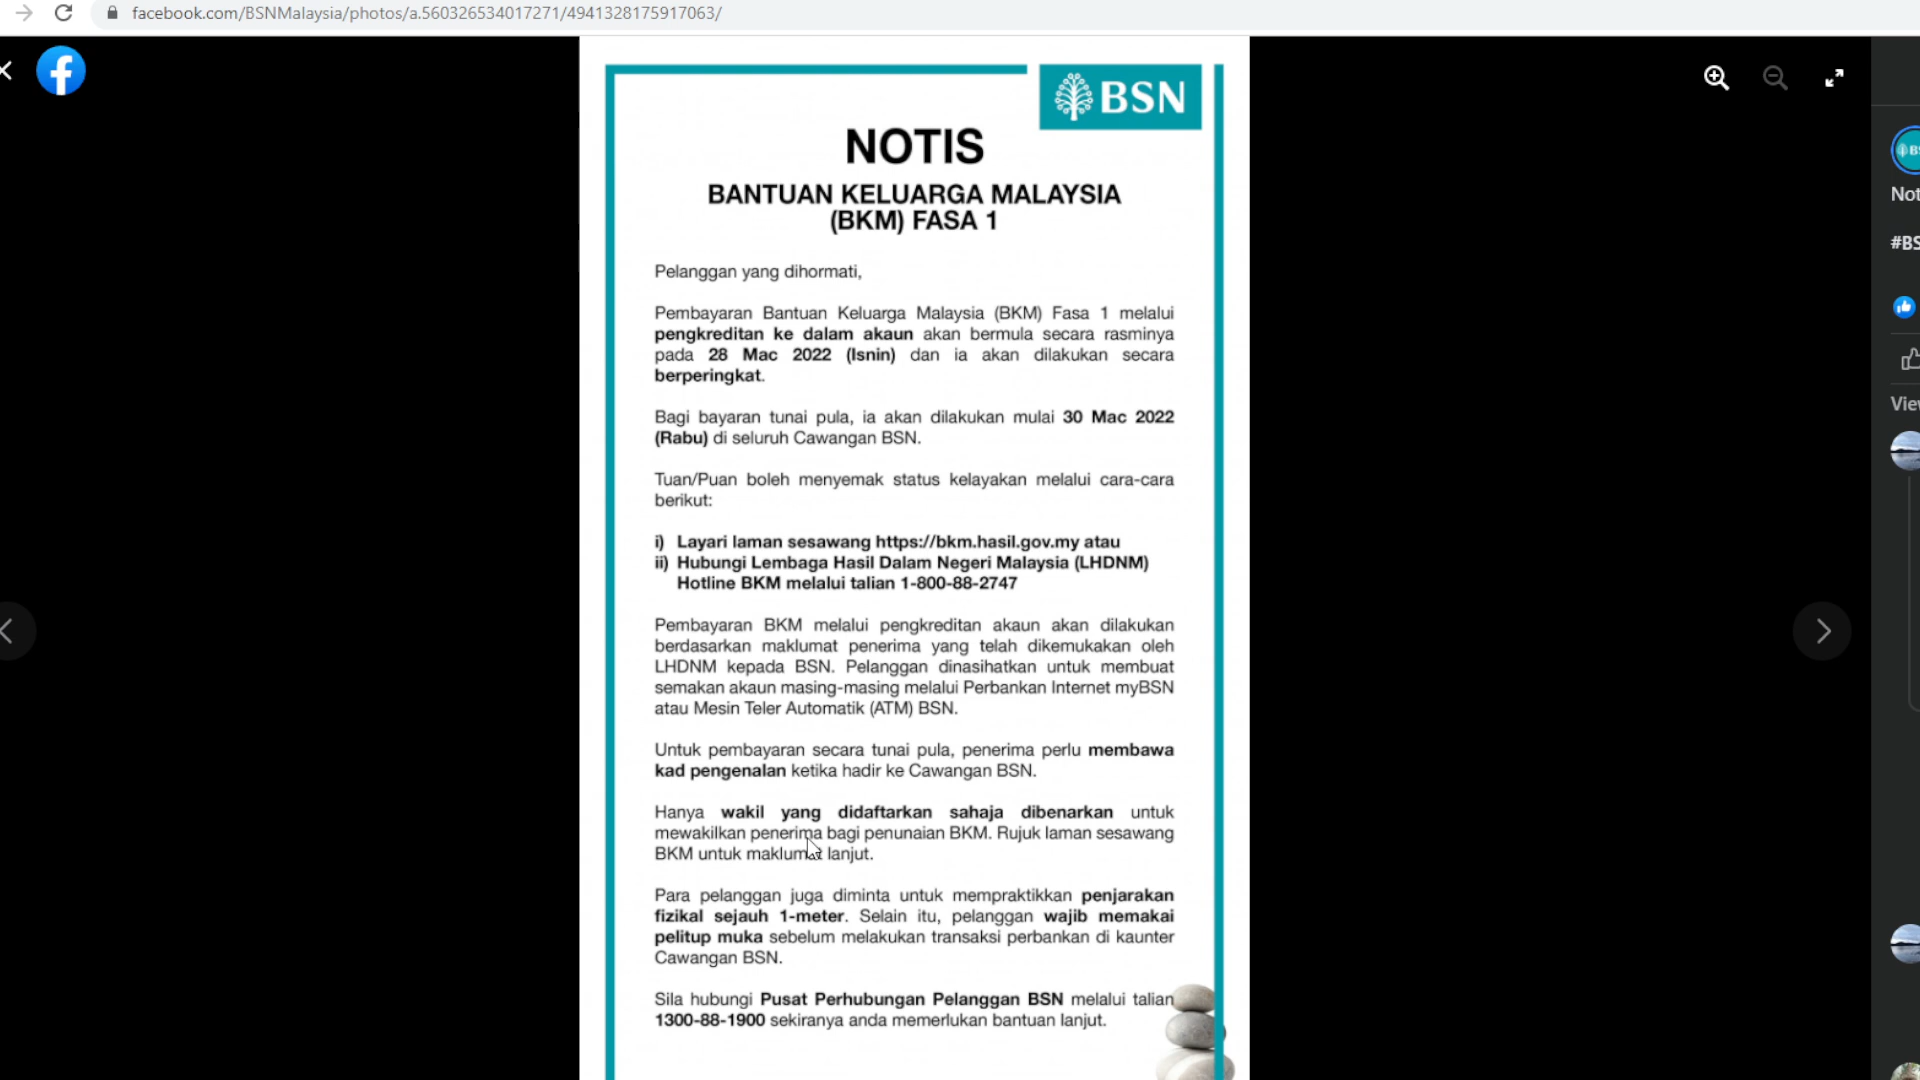 facebook.com/BSNMalaysia/photos/a.560326534017271/4941328175917063/
BSN
NOTIS
BANTUAN KELUARGA MALAYSIA
(BKM) FASA 1
Pelanggan yang dihormati,
Pembayaran Bantuan Keluarga Malaysia (BKM) Fasa 1 melalui
pengkreditan ke dalam akaun akan bermula secara rasminya
pada 28 Mac 2022 (Isnin) dan ia akan dilakukan secara
berperingkat.
Bagi bayaran tunai pula, ia akan dilakukan mulai 30 Mac 2022
(Rabu) di seluruh Cawangan BSN.
Tuan/Puan boleh menyemak status kelayakan melalui cara-cara
berikut:
i) Layari laman sesawang https://bkm.hasil.gov.my atau
ii) Hubungi Lembaga Hasil Dalam Negeri Malaysia (LHDNM)
Hotline BKM melalui talian 1-800-88-2747
Pembayaran BKM melalui pengkreditan akaun akan dilakukan
berdasarkan maklumat penerima yang telah dikemukakan oleh
LHDNM kepada BSN. Pelanggan dinasihatkan untuk membuat
semakan akaun masing-masing melalui Perbankan Internet myBSN
atau Mesin Teler Automatik (ATM) BSN.
Untuk pembayaran secara tunai pula, penerima perlu membawa
kad pengenalan ketika hadir ke Cawangan BSN.
Hanya wakil yang didaftarkan sahaja dibenarkan untuk
mewakilkan penerima bagi penunaian BKM. Rujuk laman sesawang
BKM untuk maklumat lanjut.
Para pelanggan juga diminta untuk mempraktikkan penjarakan
fizikal sejauh 1-meter. Selain itu, pelanggan wajib memakai
pelitup muka sebelum melakukan transaksi perbankan di kaunter
Cawangan BSN.
Sila hubungi Pusat Perhubungan Pelanggan BSN melalui talian
1300-88-1900 sekiranya anda memerlukan bantuan lanjut.
Not
#BS
Vie